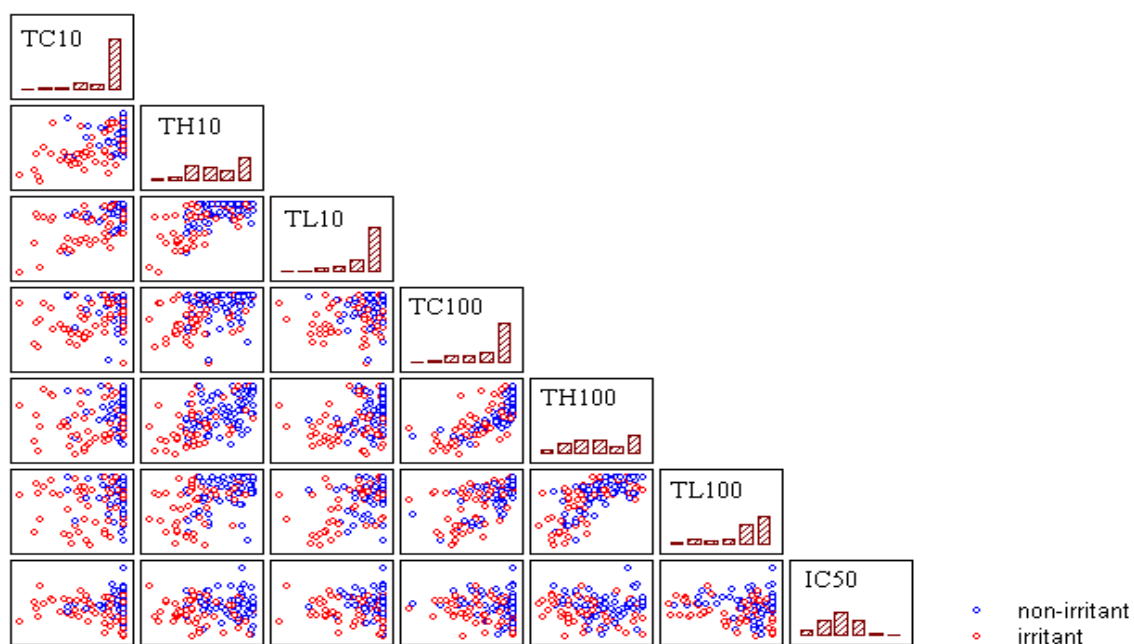 TC10
TH10
TL10
TC100
TH100
TL100
IC50
non-irritant
irritant